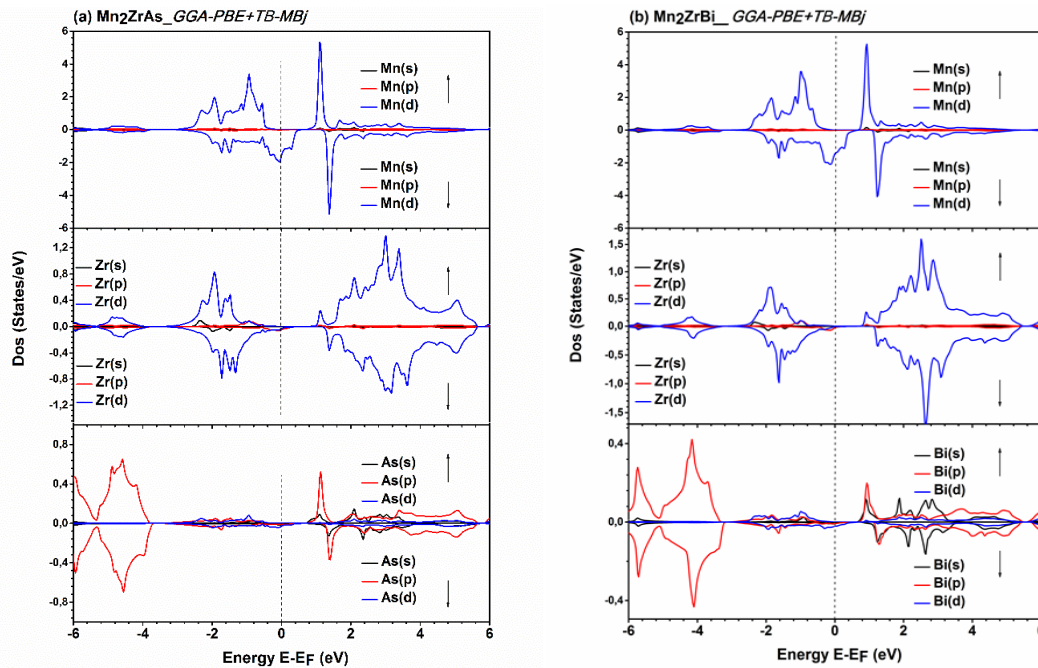 (a) Mn2ZrAs_GGA-PBE+TB-MBj
6
4
2
0
-2
-4
-6
Mn(s)
Mn(p)
Mn(d)
Mn(s)
Mn(p)
Mn(d)
1,2
0,8
0,4
0,0
-0,4
-0,8
-1,2
Zr(s)
Zr(p)
Zr(d)
Zr(s)
Zr(p)
Zr(d)
0,8
0,4
0,0
-0,4
-0,8
As(s)
As(p)
As(d)
As(s)
As(p)
As(d)
Dos (States/eV)
-6 -4 -2 0 2 4 6
Energy E-EF (eV)
(b) Mn2ZrBi__ GGA-PBE+TB-MBj
6
4
2
0
-2
-4
-6
Mn(s)
Mn(p)
Mn(d)
Mn(s)
Mn(p)
Mn(d)
1,5
1,0
0,5
0,0
-0,5
-1,0
-1,5
Zr(s)
Zr(p)
Zr(d)
Zr(s)
Zr(p)
Zr(d)
0,4
0,0
-0,4
Bi(s)
Bi(p)
Bi(d)
Bi(s)
Bi(p)
Bi(d)
Dos (States/eV)
-6 -4 -2 0 2 4 6
Energy E-EF (eV)